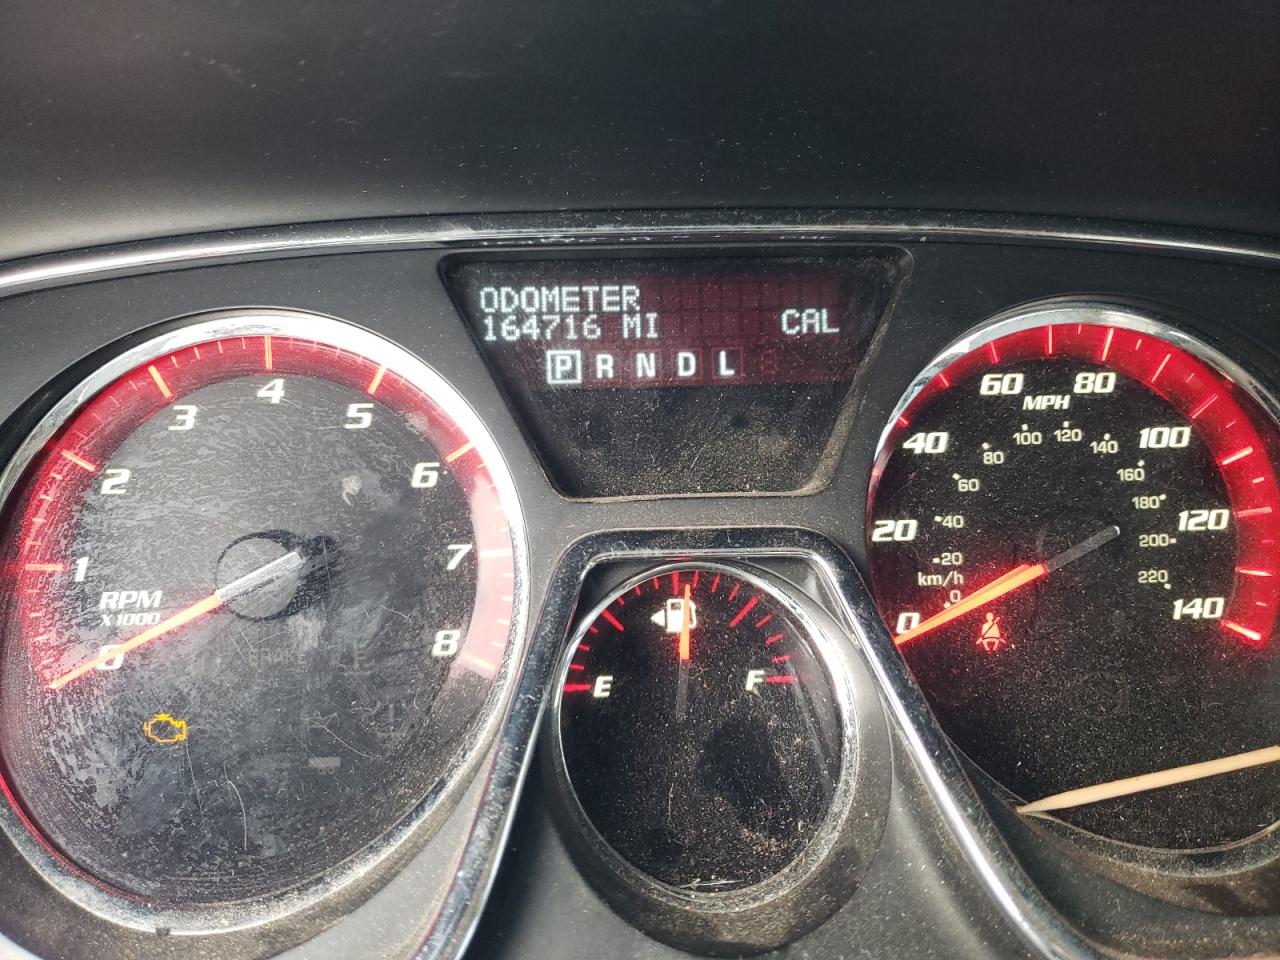 ODOMETER
164716 MI CAL
P R N D L
0 1 2 3 4 5 6 7 8
RPM
X1000
E F
0 20 40 60 80 100 120 140
MPH
0 20 40 60 80 100 120 140 160 180 200 220
km/h